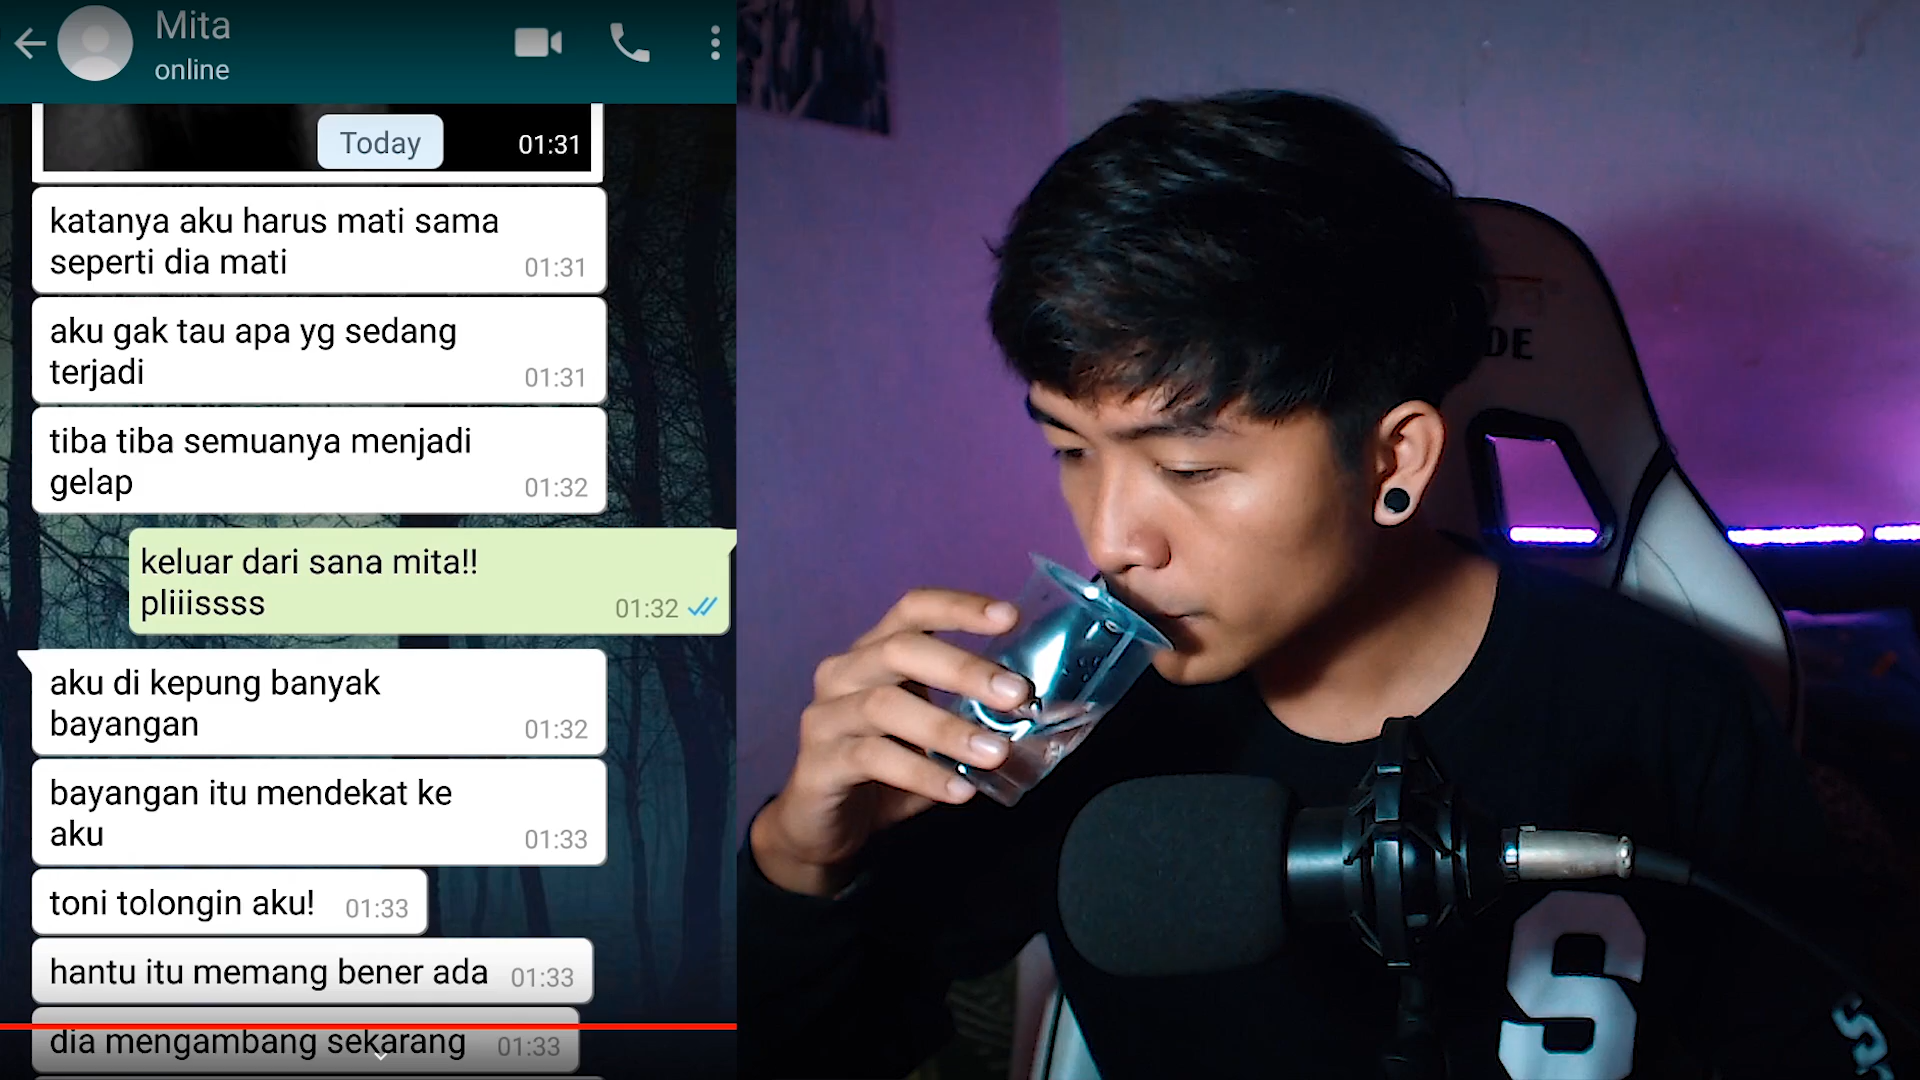 Mita
online
Today
01:31
katanya aku harus mati sama
seperti dia mati
01:31
aku gak tau apa yg sedang
terjadi
01:31
tiba tiba semuanya menjadi
gelap
01:32
keluar dari sana mita!!
pliiissss
01:32
aku di kepung banyak
bayangan
01:32
bayangan itu mendekat ke
aku
01:33
toni tolongin aku!
01:33
hantu itu memang bener ada
01:33
dia mengambang sekarang
01:33
DE
S
S